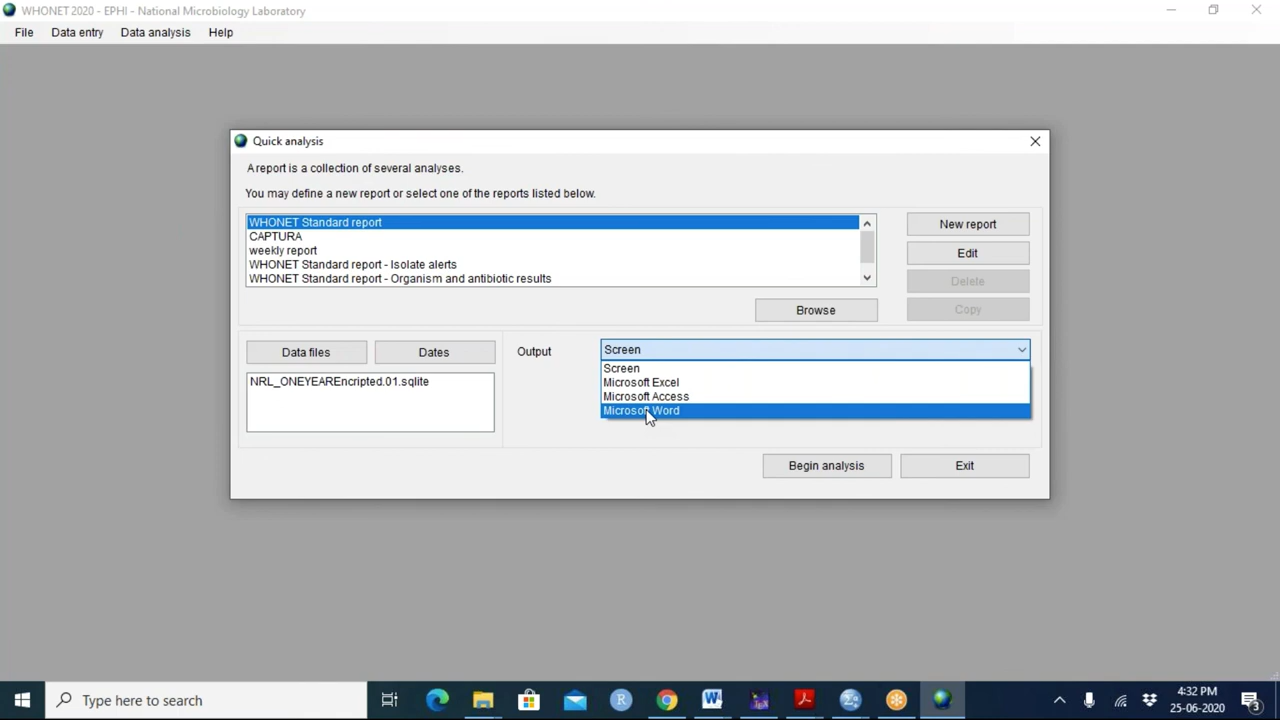 WHONET 2020 - EPHI - National Microbiology Laboratory
File Data entry Data analysis Help
Quick analysis
A report is a collection of several analyses.
You may define a new report or select one of the reports listed below.
WHONET Standard report
CAPTURA
weekly report
WHONET Standard report - Isolate alerts
WHONET Standard report - Organism and antibiotic results
New report
Edit
Delete
Copy
Browse
Data files Dates
NRL_ONEYEAREncripted.01.sqlite
Output Screen
Screen
Microsoft Excel
Microsoft Access
Microsoft Word
Begin analysis Exit
Type here to search
4:32 PM
25-06-2020
3